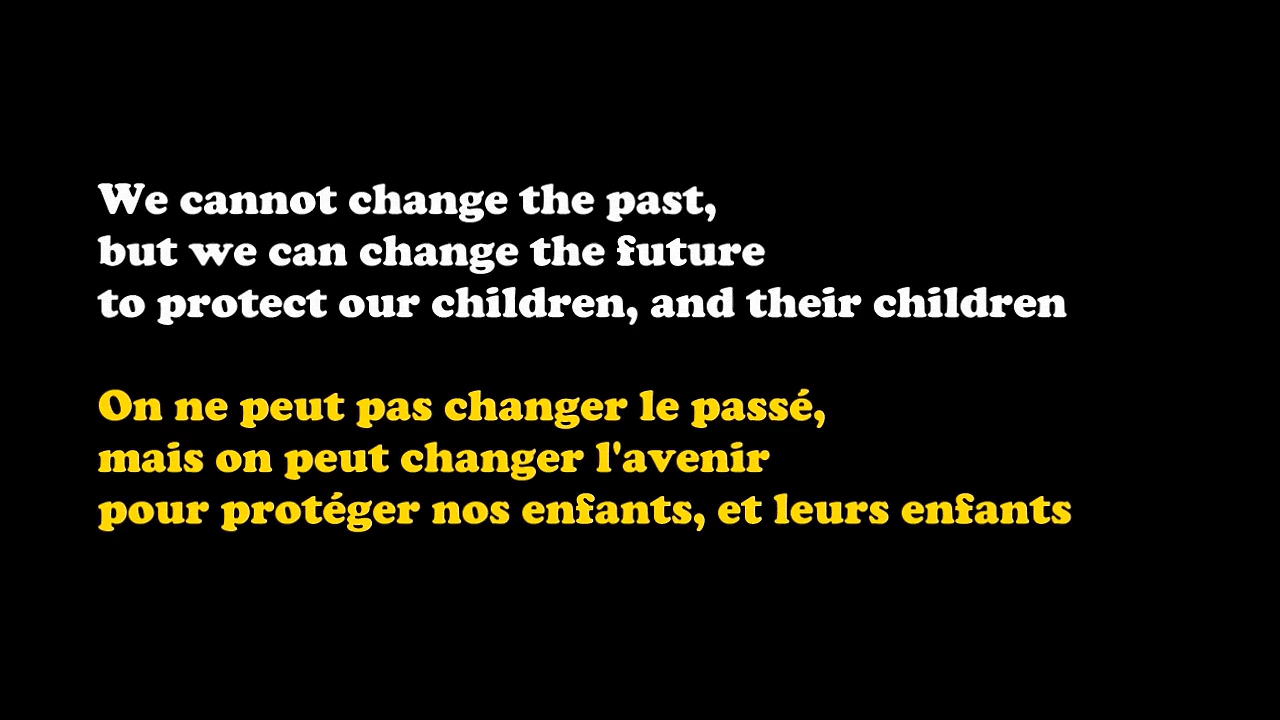 We cannot change the past,
but we can change the future
to protect our children, and their children
On ne peut pas changer le passé,
mais on peut changer l'avenir
pour protéger nos enfants, et leurs enfants